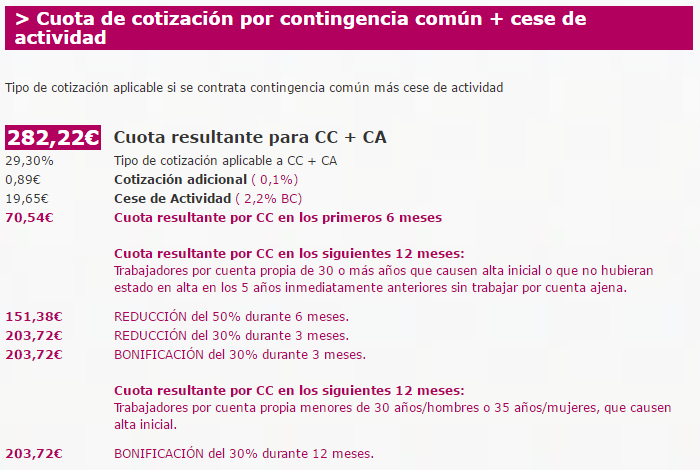 > Cuota de cotización por contingencia común + cese de
actividad
Tipo de cotización aplicable si se contrata contingencia común más cese de actividad
282,22€ Cuota resultante para CC + CA
29,30% Tipo de cotización aplicable a CC + CA
0,89€ Cotización adicional ( 0,1%)
19,65€ Cese de Actividad ( 2,2% BC)
70,54€ Cuota resultante por CC en los primeros 6 meses
Cuota resultante por CC en los siguientes 12 meses:
Trabajadores por cuenta propia de 30 o más años que causen alta inicial o que no hubieran
estado en alta en los 5 años inmediatamente anteriores sin trabajar por cuenta ajena.
151,38€ REDUCCIÓN del 50% durante 6 meses.
203,72€ REDUCCIÓN del 30% durante 3 meses.
203,72€ BONIFICACIÓN del 30% durante 3 meses.
Cuota resultante por CC en los siguientes 12 meses:
Trabajadores por cuenta propia menores de 30 años/hombres o 35 años/mujeres, que causen
alta inicial.
203,72€ BONIFICACIÓN del 30% durante 12 meses.